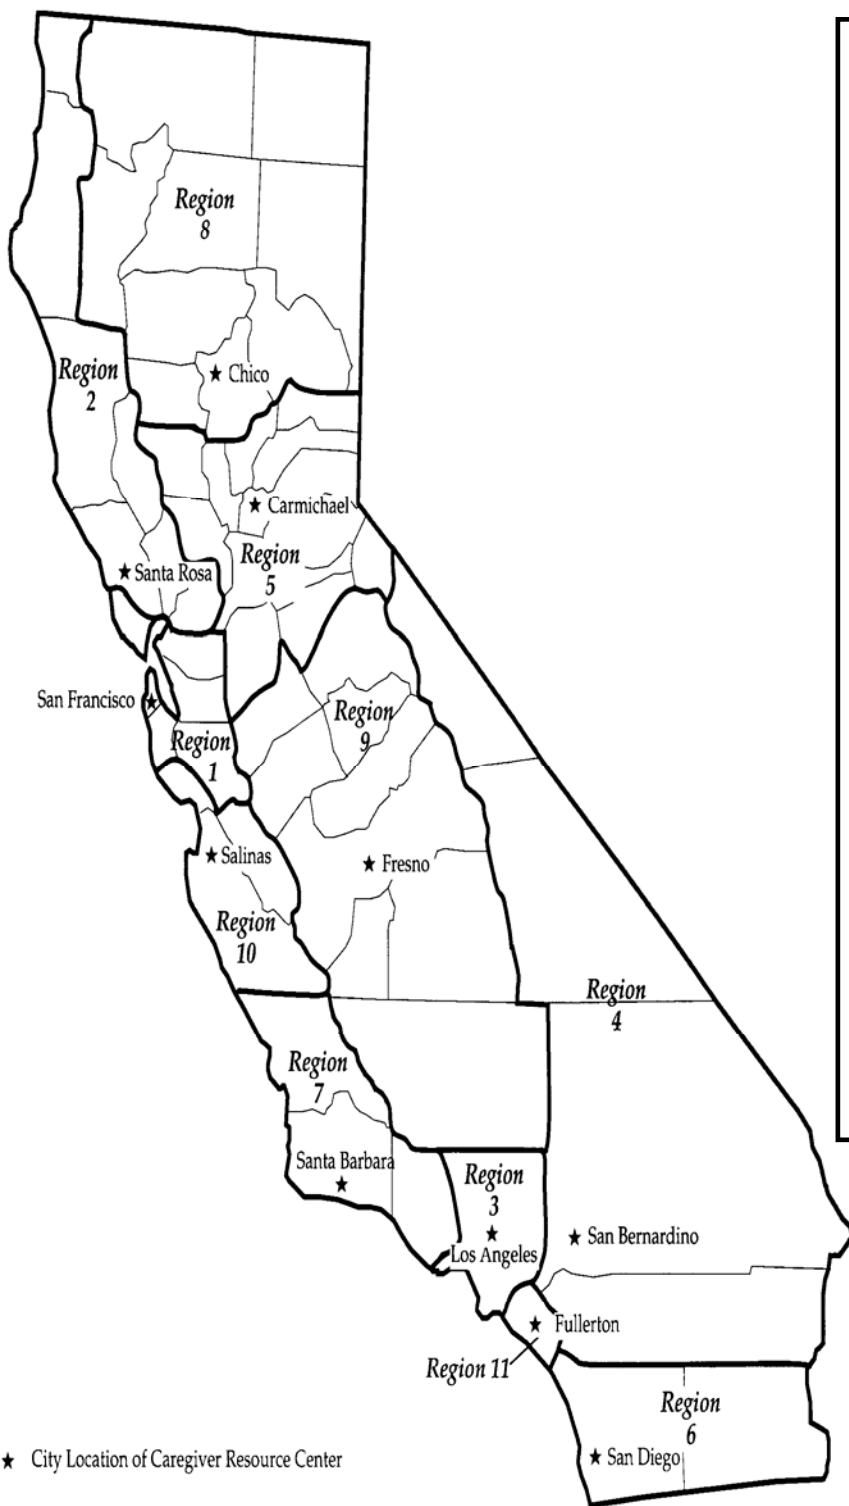 Region
8
Region
2
Chico
Carmichael
Region
5
Santa Rosa
San Francisco
Region
9
Region
1
Salinas
Fresno
Region
10
Region
4
Region
7
Santa Barbara
Region
3
Los Angeles
San Bernardino
Fullerton
Region 11
Region
6
San Diego
City Location of Caregiver Resource Center